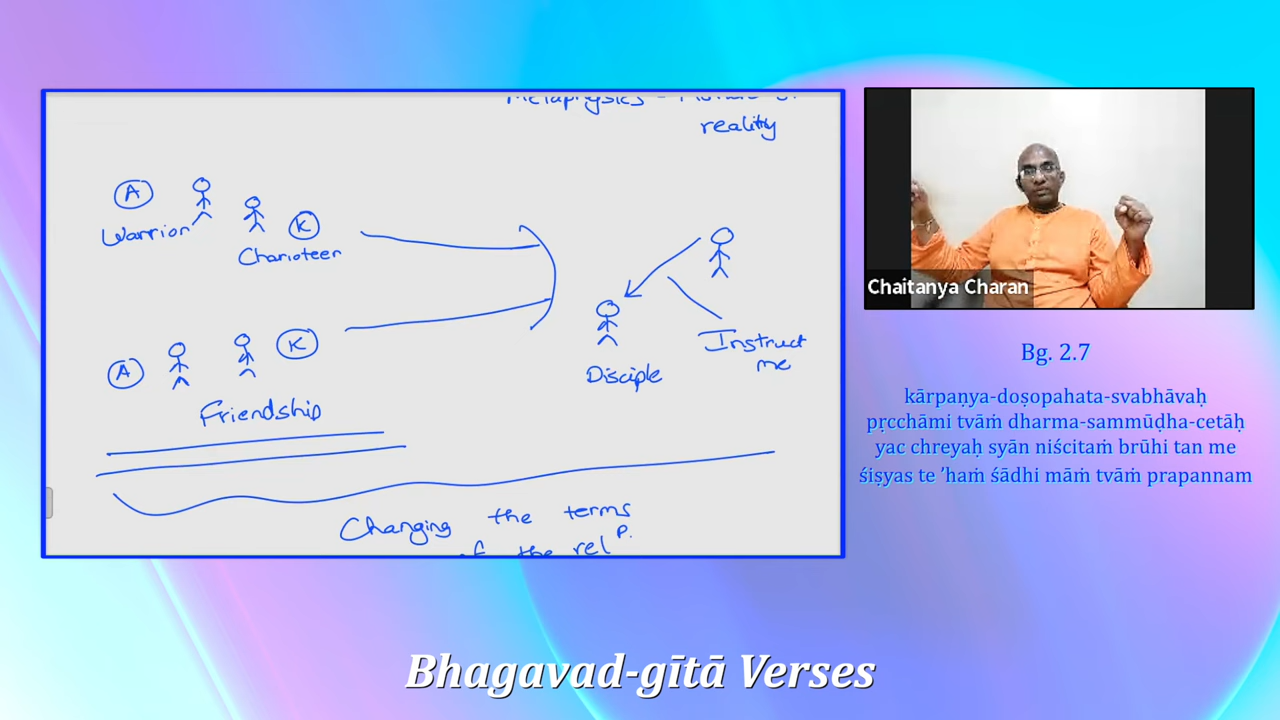 reality
A
Warrior
K
Charioteer
Instruct
me
Disciple
A
K
Friendship
Changing the terms
the relp.
Chaitanya Charan
Bg. 2.7
kārpaṇya-doṣopahata-svabhāvaḥ
pṛcchāmi tvāṁ dharma-sammūḍha-cetāḥ
yac chreyaḥ syān niścitaṁ brūhi tan me
śiṣyas te 'haṁ śādhi māṁ tvāṁ prapannam
Bhagavad-gītā Verses